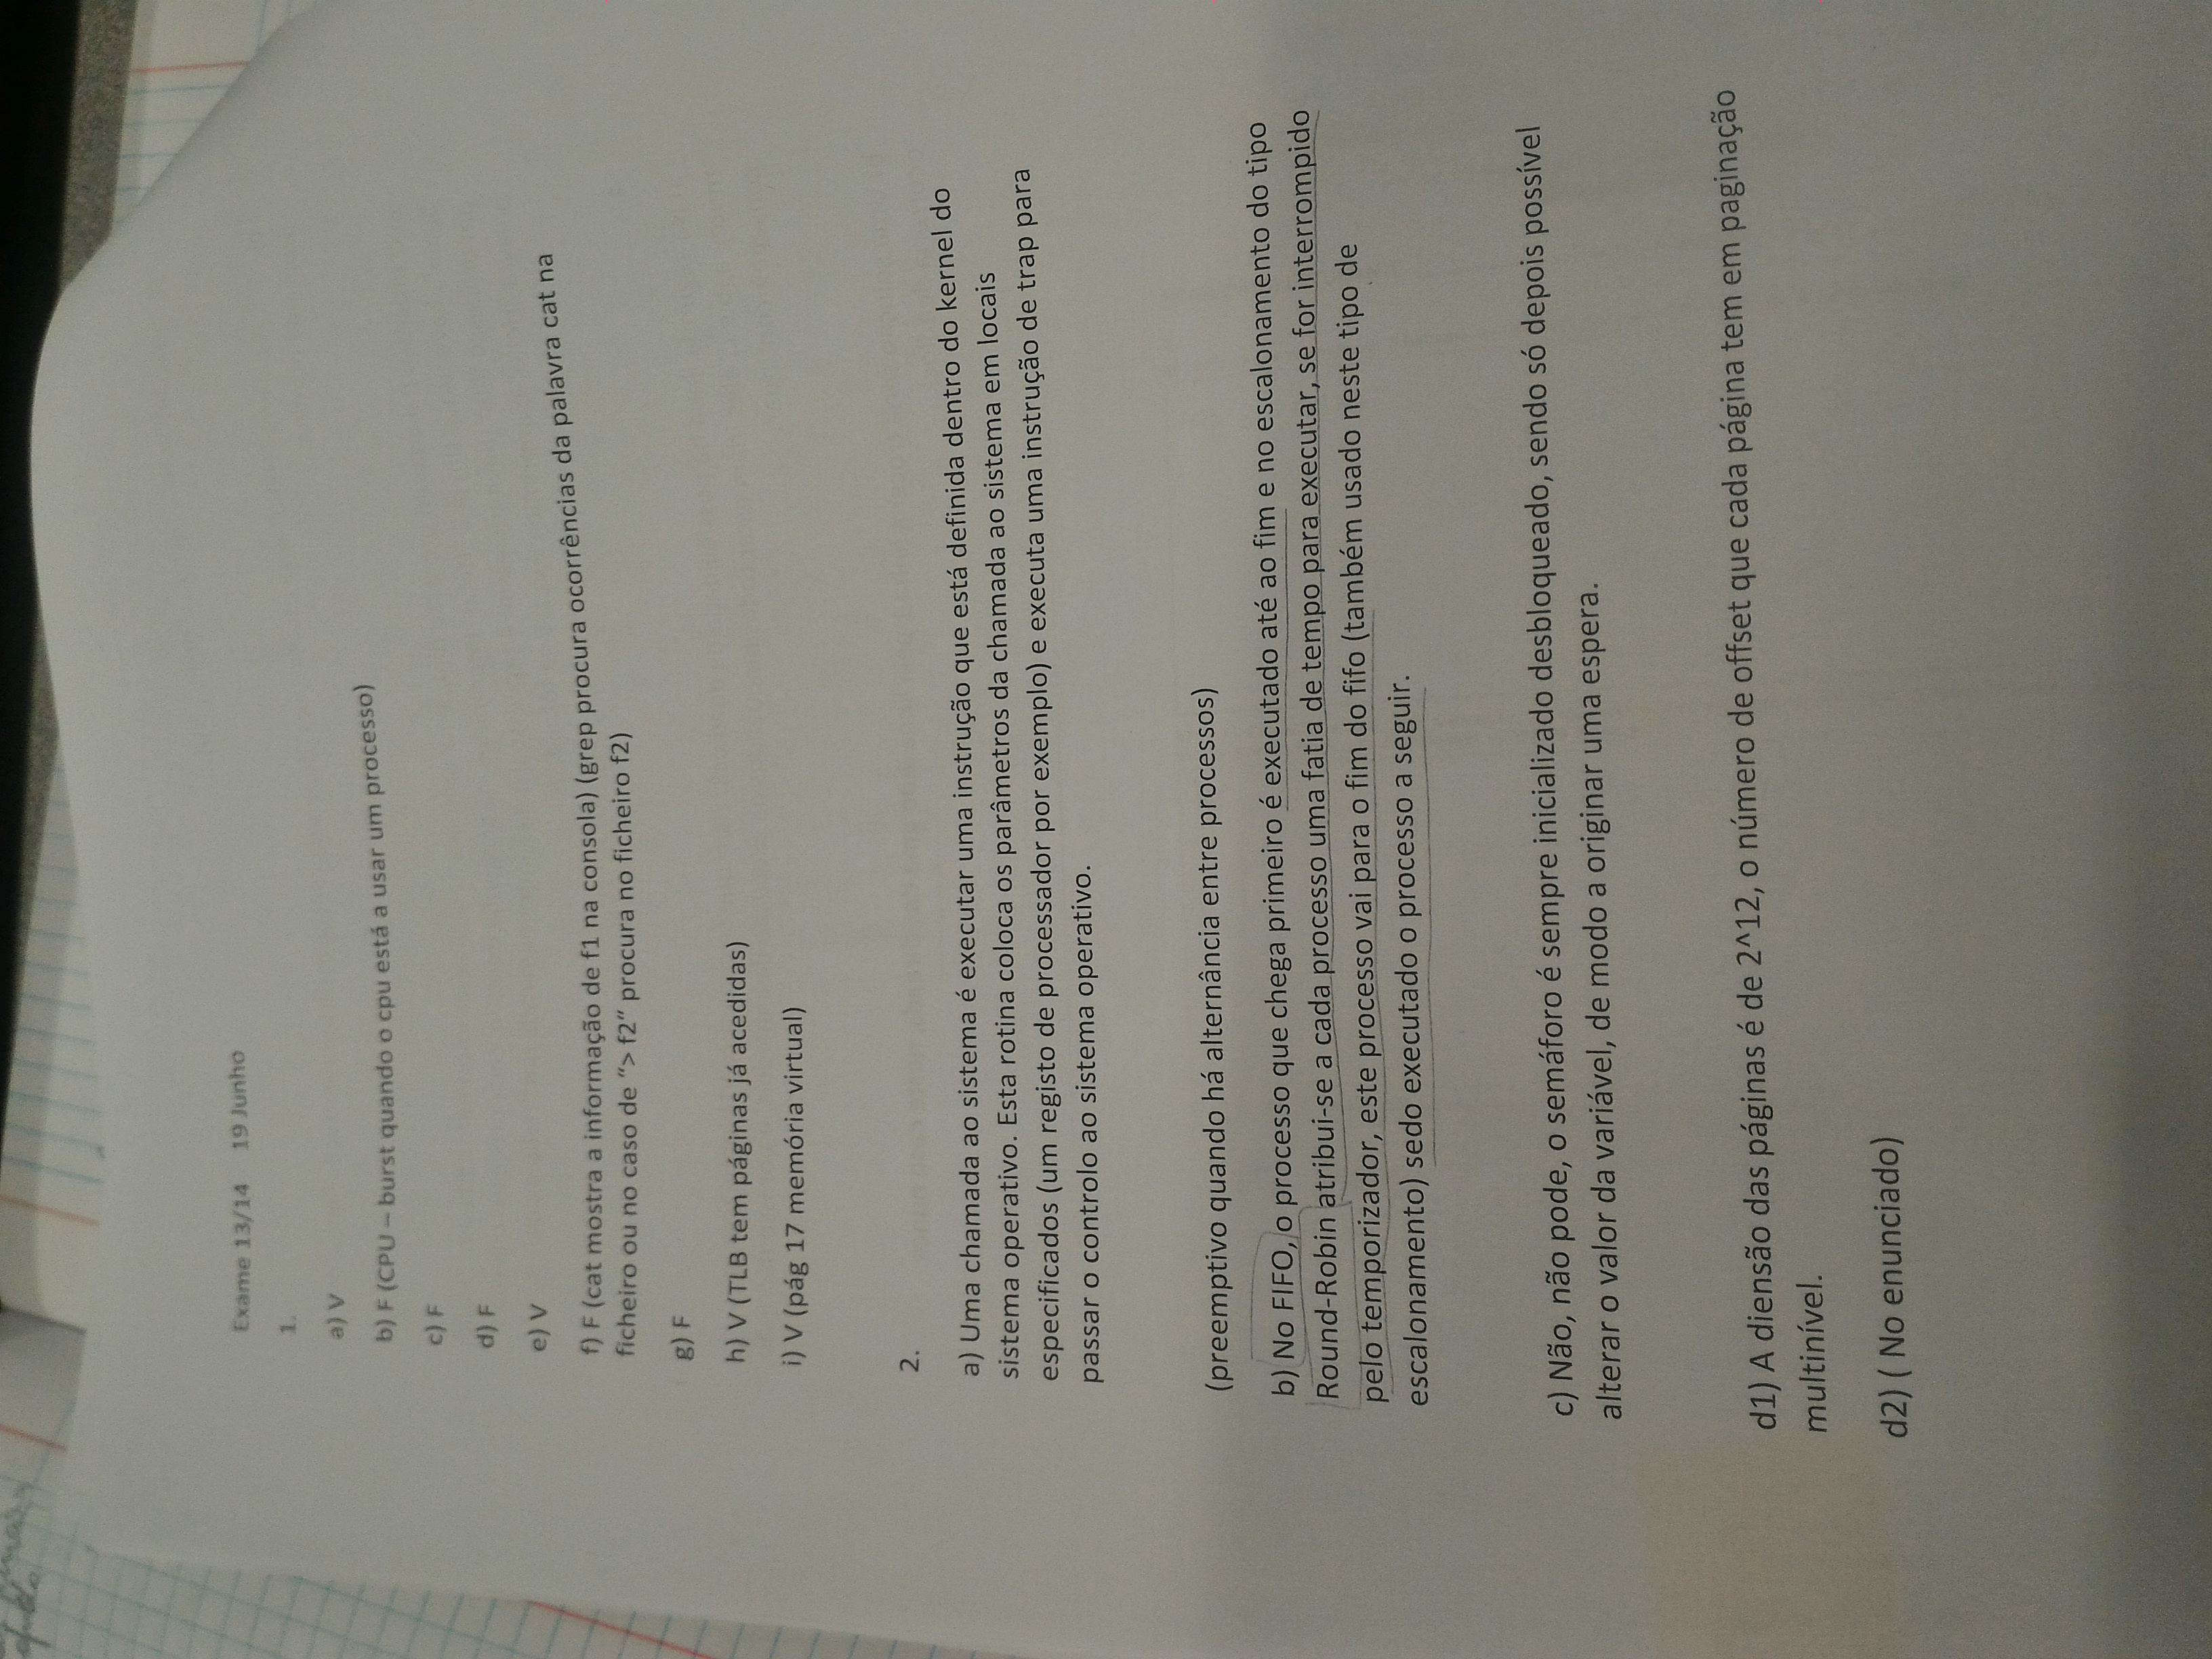 Exame 13/14 19 Junho
1.
a) V
b) F (CPU – burst quando o cpu está a usar um processo)
c) F
d) F
e) V
f) F (cat mostra a informação de f1 na consola) (grep procura ocorrências da palavra cat na
ficheiro ou no caso de “> f2” procura no ficheiro f2)
g) F
h) V (TLB tem páginas já acedidas)
i) V (pág 17 memória virtual)
2.
a) Uma chamada ao sistema é executar uma instrução que está definida dentro do kernel do
sistema operativo. Esta rotina coloca os parâmetros da chamada ao sistema em locais
especificados (um registo de processador por exemplo) e executa uma instrução de trap para
passar o controlo ao sistema operativo.
(preemptivo quando há alternância entre processos)
b) No FIFO, o processo que chega primeiro é executado até ao fim e no escalonamento do tipo
Round-Robin atribui-se a cada processo uma fatia de tempo para executar, se for interrompido
pelo temporizador, este processo vai para o fim do fifo (também usado neste tipo de
escalonamento) sedo executado o processo a seguir.
c) Não, não pode, o semáforo é sempre inicializado desbloqueado, sendo só depois possível
alterar o valor da variável, de modo a originar uma espera.
d1) A diensão das páginas é de 2^12, o número de offset que cada página tem em paginação
multinível.
d2) ( No enunciado)